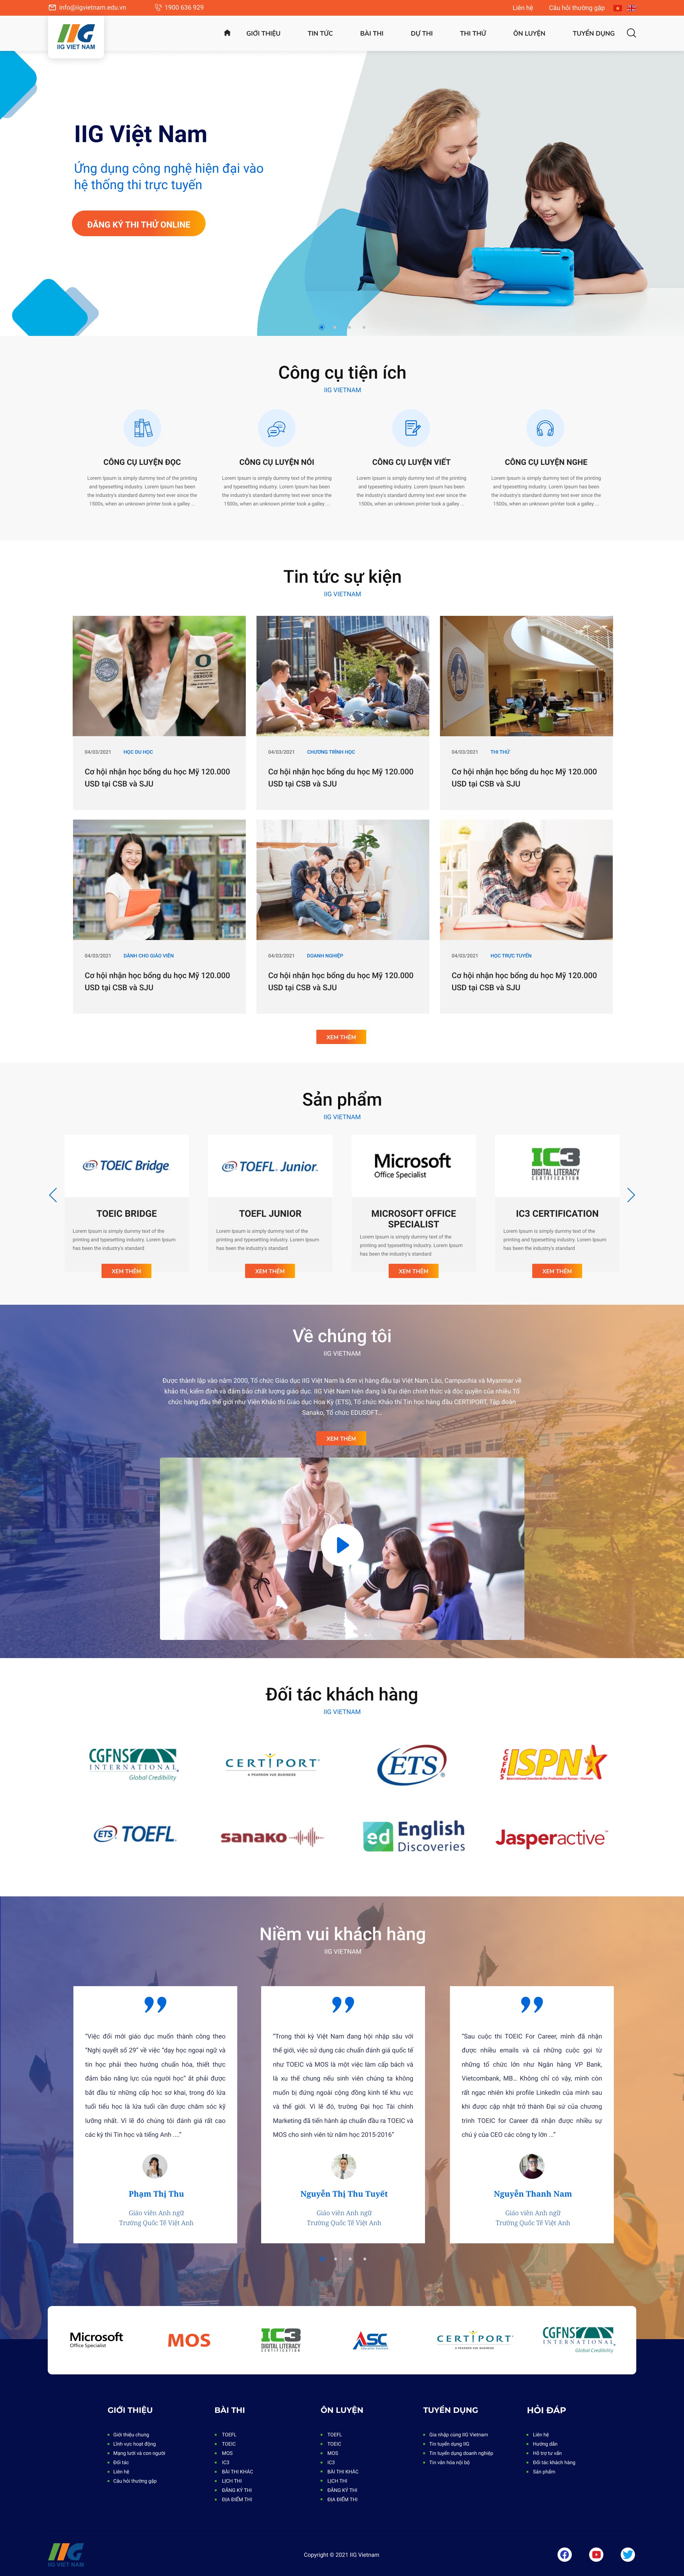 info@iigvietnam.edu.vn
1900 636 929
Liên hệ
Câu hỏi thường gặp
IIG VIET NAM
GIỚI THIỆU
TIN TỨC
BÀI THI
DỰ THI
THI THỬ
ÔN LUYỆN
TUYỂN DỤNG
IIG Việt Nam
Ứng dụng công nghệ hiện đại vào
hệ thống thi trực tuyến
ĐĂNG KÝ THI THỬ ONLINE
Công cụ tiện ích
IIG VIETNAM
CÔNG CỤ LUYỆN ĐỌC
Lorem Ipsum is simply dummy text of the printing
and typesetting industry. Lorem Ipsum has been
the industry's standard dummy text ever since the
1500s, when an unknown printer took a galley ...
CÔNG CỤ LUYỆN NÓI
Lorem Ipsum is simply dummy text of the printing
and typesetting industry. Lorem Ipsum has been
the industry's standard dummy text ever since the
1500s, when an unknown printer took a galley ...
CÔNG CỤ LUYỆN VIẾT
Lorem Ipsum is simply dummy text of the printing
and typesetting industry. Lorem Ipsum has been
the industry's standard dummy text ever since the
1500s, when an unknown printer took a galley ...
CÔNG CỤ LUYỆN NGHE
Lorem Ipsum is simply dummy text of the printing
and typesetting industry. Lorem Ipsum has been
the industry's standard dummy text ever since the
1500s, when an unknown printer took a galley ...
Tin tức sự kiện
IIG VIETNAM
04/03/2021 HỌC DU HỌC
Cơ hội nhận học bổng du học Mỹ 120.000
USD tại CSB và SJU
04/03/2021 CHƯƠNG TRÌNH HỌC
Cơ hội nhận học bổng du học Mỹ 120.000
USD tại CSB và SJU
04/03/2021 THI THỬ
Cơ hội nhận học bổng du học Mỹ 120.000
USD tại CSB và SJU
04/03/2021 DÀNH CHO GIÁO VIÊN
Cơ hội nhận học bổng du học Mỹ 120.000
USD tại CSB và SJU
04/03/2021 DOANH NGHIỆP
Cơ hội nhận học bổng du học Mỹ 120.000
USD tại CSB và SJU
04/03/2021 HỌC TRỰC TUYẾN
Cơ hội nhận học bổng du học Mỹ 120.000
USD tại CSB và SJU
XEM THÊM
Sản phẩm
IIG VIETNAM
ETS TOEIC Bridge
TOEIC BRIDGE
Lorem Ipsum is simply dummy text of the
printing and typesetting industry. Lorem Ipsum
has been the industry's standard
XEM THÊM
ETS TOEFL Junior
TOEFL JUNIOR
Lorem Ipsum is simply dummy text of the
printing and typesetting industry. Lorem Ipsum
has been the industry's standard
XEM THÊM
Microsoft
Office Specialist
MICROSOFT OFFICE
SPECIALIST
Lorem Ipsum is simply dummy text of the
printing and typesetting industry. Lorem Ipsum
has been the industry's standard
XEM THÊM
IC3
DIGITAL LITERACY
CERTIFICATION
IC3 CERTIFICATION
Lorem Ipsum is simply dummy text of the
printing and typesetting industry. Lorem Ipsum
has been the industry's standard
XEM THÊM
Về chúng tôi
IIG VIETNAM
Được thành lập vào năm 2000, Tổ chức Giáo dục IIG Việt Nam là đơn vị hàng đầu tại Việt Nam, Lào, Campuchia và Myanmar về
khảo thí, kiểm định và đảm bảo chất lượng giáo dục. IIG Việt Nam hiện đang là Đại diện chính thức và độc quyền của nhiều Tổ
chức hàng đầu thế giới như Viện Khảo thí Giáo dục Hoa Kỳ (ETS), Tổ chức Khảo thí Tin học hàng đầu CERTIPORT, Tập đoàn
Sanako, Tổ chức EDUSOFT...
XEM THÊM
Đối tác khách hàng
IIG VIETNAM
CGFNS
INTERNATIONAL
Global Credibility
CERTIPORT
A PEARSON VUE BUSINESS
ETS
CGFNS ISPN
International Standards for Professional Nurses - Vietnam
ETS TOEFL
sanako
ed English
Discoveries
Jasperactive
Niềm vui khách hàng
IIG VIETNAM
“Việc đổi mới giáo dục muốn thành công theo
“Nghị quyết số 29” về việc “dạy học ngoại ngữ và
tin học phải theo hướng chuẩn hóa, thiết thực
đảm bảo năng lực của người học” ắt phải được
bắt đầu từ những cấp học sơ khai, trong đó lứa
tuổi tiểu học là lứa tuổi cần được chăm sóc kỹ
lưỡng nhất. Vì lẽ đó chúng tôi đánh giá rất cao
các kỳ thi Tin học và tiếng Anh ....”
Phạm Thị Thu
Giáo viên Anh ngữ
Trường Quốc Tế Việt Anh
“Trong thời kỳ Việt Nam đang hội nhập sâu với
thế giới, việc sử dụng các chuẩn đánh giá quốc tế
như TOEIC và MOS là một việc làm cấp bách và
là xu thế chung nếu sinh viên chúng ta không
muốn bị đứng ngoài cộng đồng kinh tế khu vực
và thế giới. Vì lẽ đó, trường Đại học Tài chính
Marketing đã tiến hành áp chuẩn đầu ra TOEIC và
MOS cho sinh viên từ năm học 2015-2016”
Nguyễn Thị Thu Tuyết
Giáo viên Anh ngữ
Trường Quốc Tế Việt Anh
“Sau cuộc thi TOEIC For Career, mình đã nhận
được nhiều emails và cả những cuộc gọi từ
những tổ chức lớn như Ngân hàng VP Bank,
Vietcombank, MB... Không chỉ có vậy, mình còn
rất ngạc nhiên khi profile LinkedIn của mình sau
khi được cập nhật trở thành Đại sứ của chương
trình TOEIC for Career đã nhận được nhiều sự
chú ý của CEO các công ty lớn ...”
Nguyễn Thanh Nam
Giáo viên Anh ngữ
Trường Quốc Tế Việt Anh
Microsoft
Office Specialist
MOS
IC3
DIGITAL LITERACY
CERTIFICATION
ASC
CERTIPORT
A PEARSON VUE BUSINESS
CGFNS
INTERNATIONAL
Global Credibility
GIỚI THIỆU
Giới thiệu chung
Lĩnh vực hoạt động
Mạng lưới và con người
Đối tác
Liên hệ
Câu hỏi thường gặp
BÀI THI
TOEFL
TOEIC
MOS
IC3
BÀI THI KHÁC
LỊCH THI
ĐĂNG KÝ THI
ĐỊA ĐIỂM THI
ÔN LUYỆN
TOEFL
TOEIC
MOS
IC3
BÀI THI KHÁC
LỊCH THI
ĐĂNG KÝ THI
ĐỊA ĐIỂM THI
TUYỂN DỤNG
Gia nhập cùng IIG Vietnam
Tin tuyển dụng IIG
Tin tuyển dụng doanh nghiệp
Tin văn hóa nội bộ
HỎI ĐÁP
Liên hệ
Hướng dẫn
Hỗ trợ tư vấn
Đối tác khách hàng
Sản phẩm
IIG VIET NAM
Copyright © 2021 IIG Vietnam